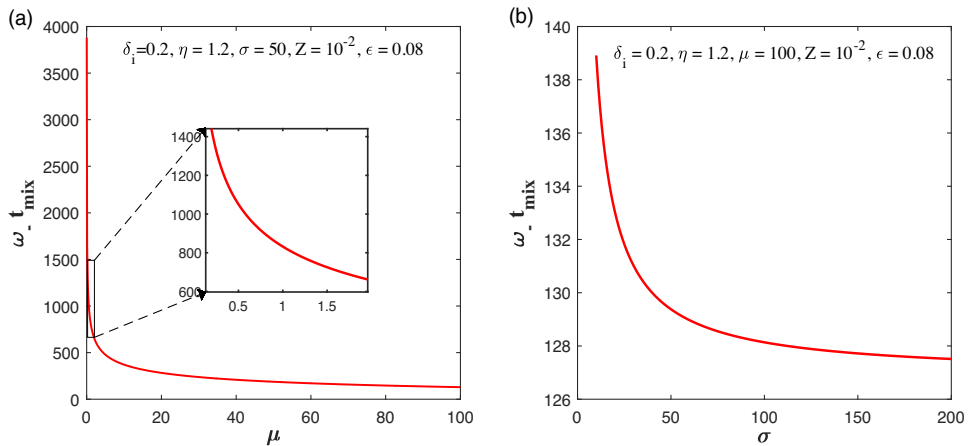 (a)
δ_i=0.2, η = 1.2, σ = 50, Z = 10^-2, ϵ = 0.08
4000
3500
3000
2500
2000
1500
1000
500
0
ω_- t_mix
1400
1200
1000
800
600
0.5 1 1.5
0 20 40 60 80 100
μ
(b)
δ_i = 0.2, η = 1.2, μ = 100, Z = 10^-2, ϵ = 0.08
140
138
136
134
132
130
128
126
ω_- t_mix
0 50 100 150 200
σ